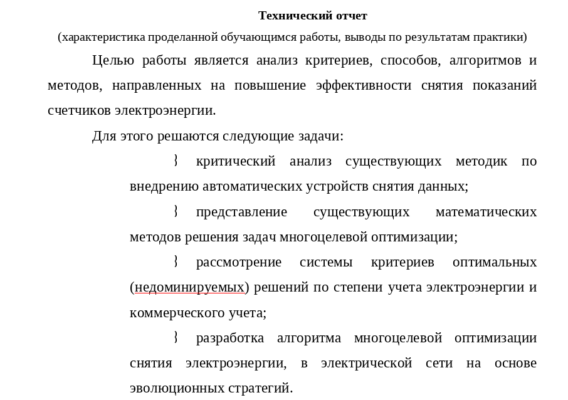 Технический отчет
(характеристика проделанной обучающимся работы, выводы по результатам практики)
Целью работы является анализ критериев, способов, алгоритмов и
методов, направленных на повышение эффективности снятия показаний
счетчиков электроэнергии.
Для этого решаются следующие задачи:
} критический анализ существующих методик по
внедрению автоматических устройств снятия данных;
} представление существующих математических
методов решения задач многоцелевой оптимизации;
} рассмотрение системы критериев оптимальных
(недоминируемых) решений по степени учета электроэнергии и
коммерческого учета;
} разработка алгоритма многоцелевой оптимизации
снятия электроэнергии, в электрической сети на основе
эволюционных стратегий.